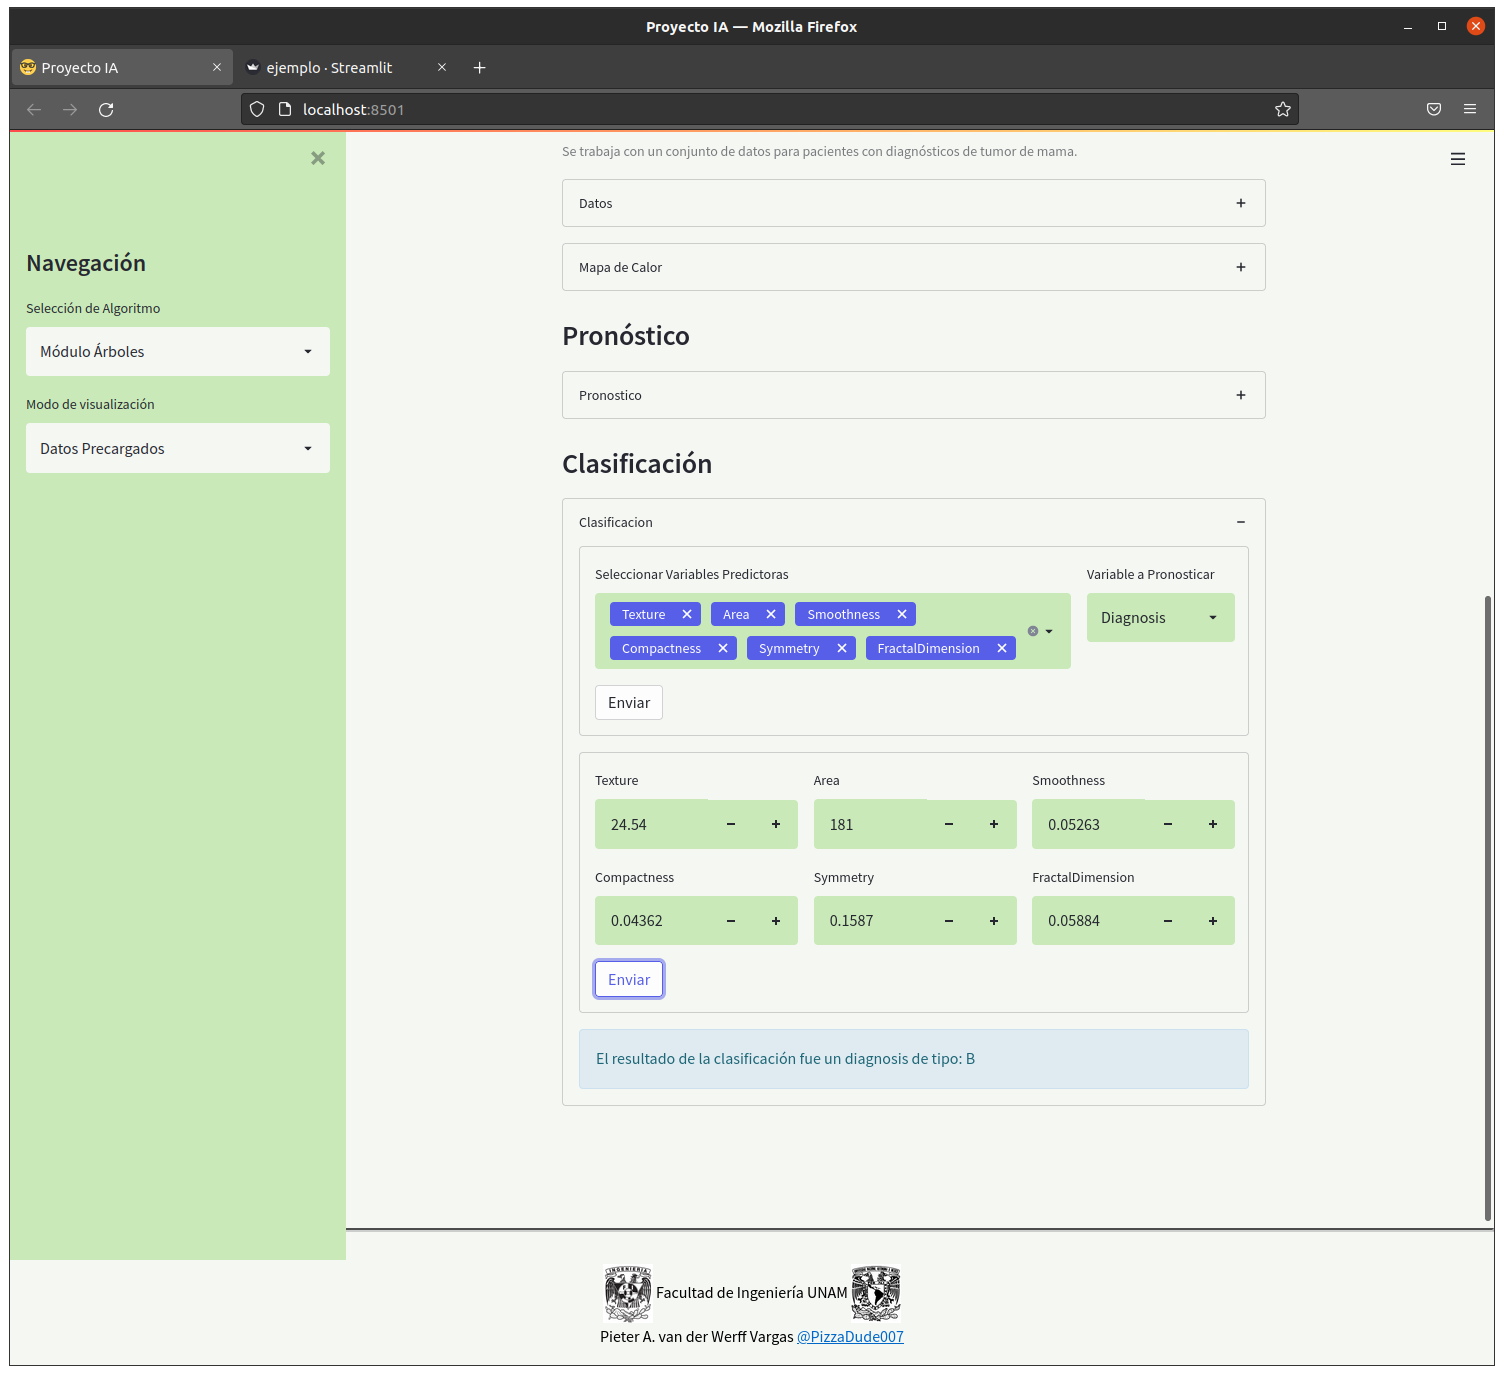 Proyecto IA — Mozilla Firefox
Proyecto IA
ejemplo · Streamlit
localhost:8501
Navegación
Selección de Algoritmo
Módulo Árboles
Modo de visualización
Datos Precargados
Se trabaja con un conjunto de datos para pacientes con diagnósticos de tumor de mama.
Datos
Mapa de Calor
Pronóstico
Pronostico
Clasificación
Clasificacion
Seleccionar Variables Predictoras
Variable a Pronosticar
Texture Area Smoothness
Compactness Symmetry FractalDimension
Diagnosis
Enviar
Texture Area Smoothness
24.54 181 0.05263
Compactness Symmetry FractalDimension
0.04362 0.1587 0.05884
Enviar
El resultado de la clasificación fue un diagnosis de tipo: B
INGENIERIA
Facultad de Ingeniería UNAM
Pieter A. van der Werff Vargas @PizzaDude007